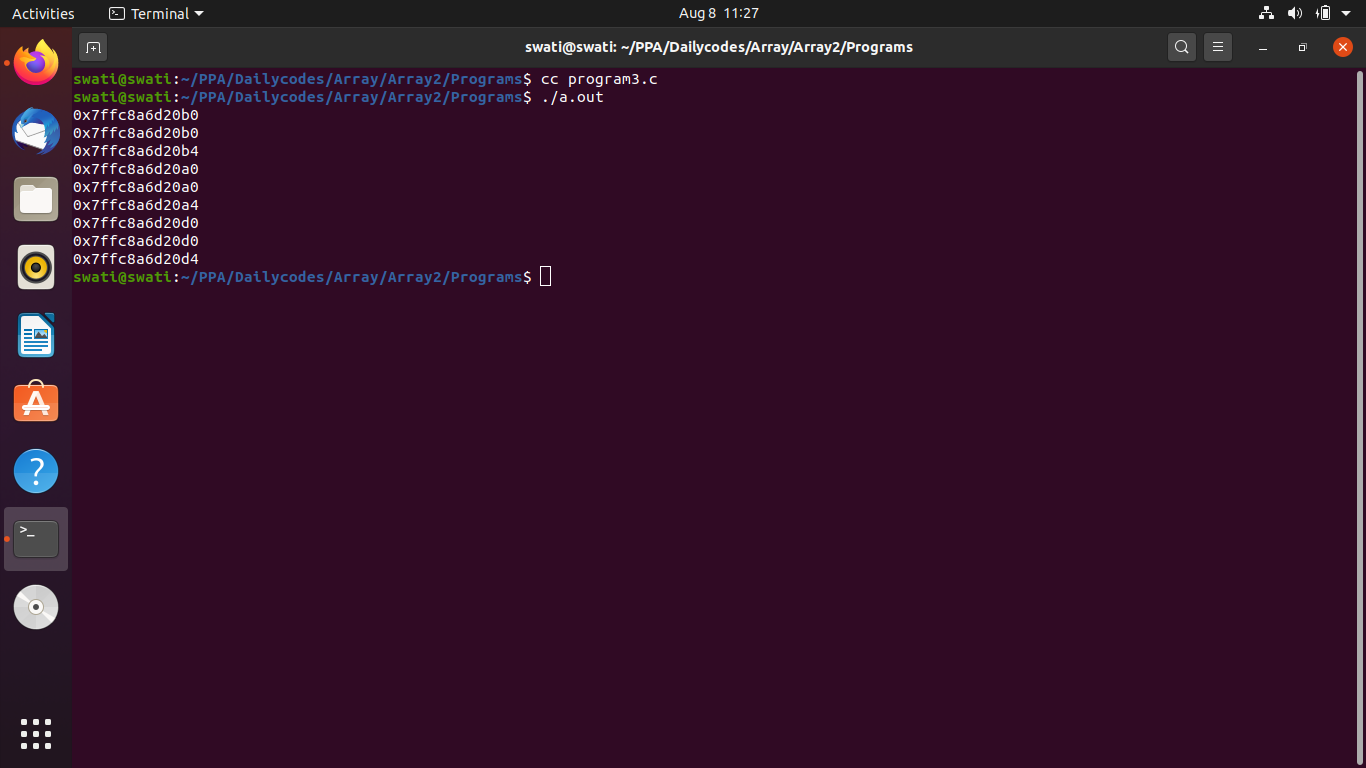 Activities
Terminal
Aug 8 11:27
swati@swati: ~/PPA/Dailycodes/Array/Array2/Programs
swati@swati:~/PPA/Dailycodes/Array/Array2/Programs$ cc program3.c
swati@swati:~/PPA/Dailycodes/Array/Array2/Programs$ ./a.out
0x7ffc8a6d20b0
0x7ffc8a6d20b0
0x7ffc8a6d20b4
0x7ffc8a6d20a0
0x7ffc8a6d20a0
0x7ffc8a6d20a4
0x7ffc8a6d20d0
0x7ffc8a6d20d0
0x7ffc8a6d20d4
swati@swati:~/PPA/Dailycodes/Array/Array2/Programs$